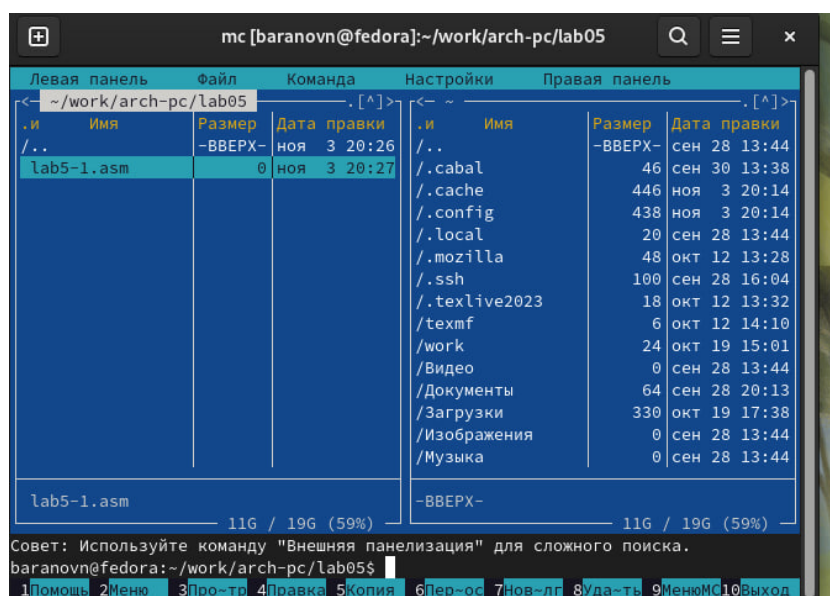 mc [baranovn@fedora]:~/work/arch-pc/lab05
Левая панель Файл Команда Настройки Правая панель
<- ~/work/arch-pc/lab05 .[^]>
.и Имя Размер Дата правки
/.. -ВВЕРХ- ноя 3 20:26
lab5-1.asm 0 ноя 3 20:27
lab5-1.asm
11G / 19G (59%)
<- ~ .[^]>
.и Имя Размер Дата правки
/.. -ВВЕРХ- сен 28 13:44
/.cabal 46 сен 30 13:38
/.cache 446 ноя 3 20:14
/.config 438 ноя 3 20:14
/.local 20 сен 28 13:44
/.mozilla 48 окт 12 13:28
/.ssh 100 сен 28 16:04
/.texlive2023 18 окт 12 13:32
/texmf 6 окт 12 14:10
/work 24 окт 19 15:01
/Видео 0 сен 28 13:44
/Документы 64 сен 28 20:13
/Загрузки 330 окт 19 17:38
/Изображения 0 сен 28 13:44
/Музыка 0 сен 28 13:44
-ВВЕРХ-
11G / 19G (59%)
Совет: Используйте команду "Внешняя панелизация" для сложного поиска.
baranovn@fedora:~/work/arch-pc/lab05$
1Помощь 2Меню 3Про~тр 4Правка 5Копия 6Пер~ос 7Нов~лг 8Уда~ть 9МенюМС 10Выход